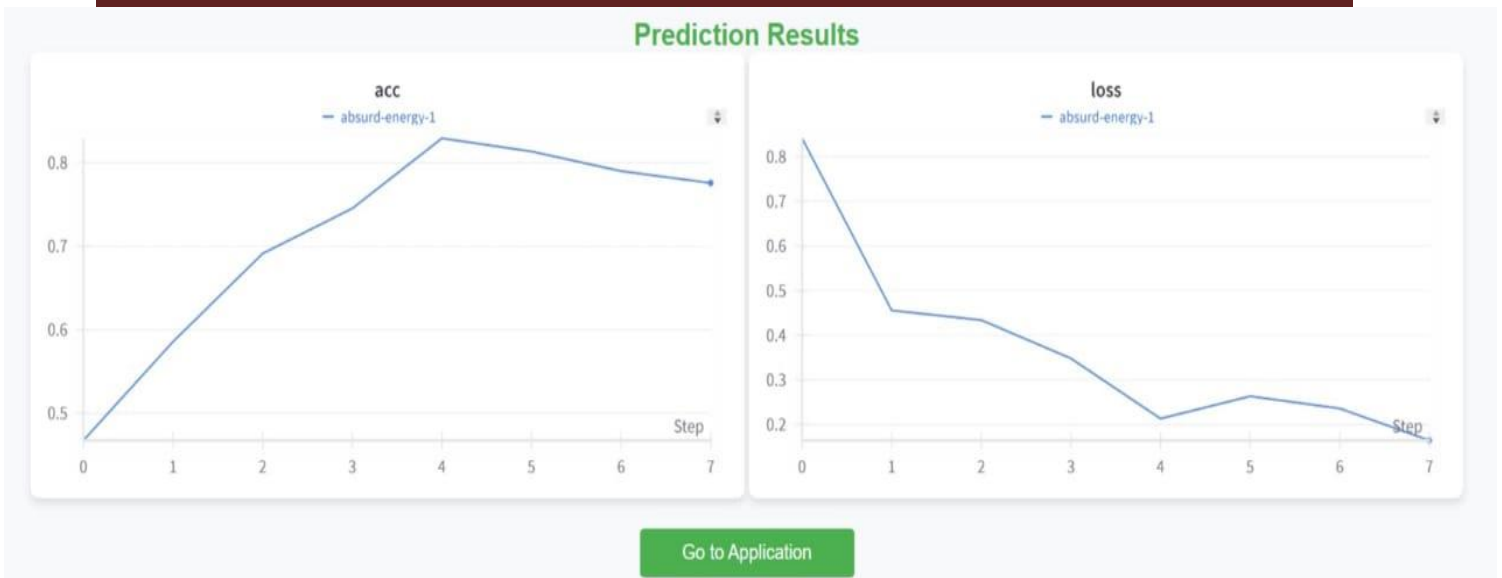 Prediction Results
acc
absurd-energy-1
0.8
0.7
0.6
0.5
Step
0 1 2 3 4 5 6 7
loss
absurd-energy-1
0.8
0.7
0.6
0.5
0.4
0.3
0.2
Step
0 1 2 3 4 5 6 7
Go to Application